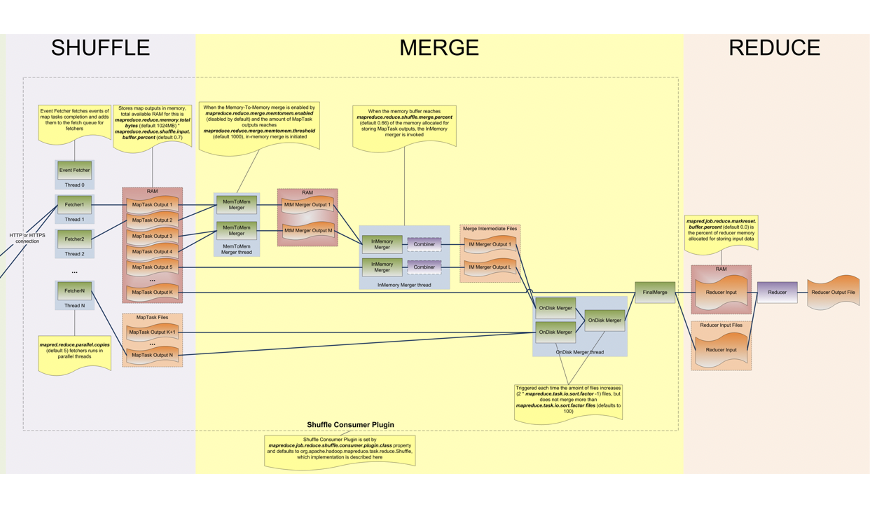 SHUFFLE
MERGE
REDUCE
Event Fetcher fetches events of
map tasks completion and adds
them to the fetch queue for
fetchers
Stores map outputs in memory,
total available RAM for this is
mapreduce.reduce.memory.total
bytes (default 1024Mb) *
mapreduce.reduce.shuffle.input.
buffer.percent (default 0.7)
When the Memory-To-Memory merge is enabled by
mapreduce.reduce.merge.memtomem.enabled
(disabled by default) and the amount of MapTask
outputs reaches
mapreduce.reduce.merge.memtomem.threshold
(default 1000), in-memory merge is initiated
When the memory buffer reaches
mapreduce.reduce.shuffle.merge.percent
(default 0.66) of the memory allocated for
storing MapTask outputs, the InMemory
merger is invoked
Event Fetcher
Thread 0
Fetcher1
Thread 1
Fetcher2
Thread 2
...
FetcherN
Thread N
HTTP or HTTPS
connection
mapred.reduce.parallel.copies
(default 5) fetchers runs in
parallel threads
RAM
MapTask Output 1
MapTask Output 2
MapTask Output 3
MapTask Output 4
MapTask Output 5
...
MapTask Output K
MapTask Files
MapTask Output K+1
...
MapTask Output N
MemToMem
Merger
MemToMem
Merger
MemToMem
Merger thread
RAM
MtM Merger Output 1
MtM Merger Output M
InMemory
Merger
Combiner
InMemory
Merger
Combiner
InMemory Merger thread
Merge Intermediate Files
IM Merger Output 1
IM Merger Output L
OnDisk Merger
OnDisk Merger
OnDisk Merger
OnDisk Merger thread
FinalMerge
Triggered each time the amount of files increases
(2 * mapreduce.task.io.sort.factor -1) files, but
does not merge more than
mapreduce.task.io.sort.factor files (defaults to
100)
mapred.job.reduce.markreset.
buffer.percent (default 0.0) is
the percent of reducer memory
allocated for storing input data
RAM
Reducer Input
Reducer Input Files
Reducer Input
Reducer
Reducer Output File
Shuffle Consumer Plugin
Shuffle Consumer Plugin is set by
mapreduce.job.reduce.shuffle.consumer.plugin.class property
and defaults to org.apache.hadoop.mapreduce.task.reduce.Shuffle,
which implementation is described here